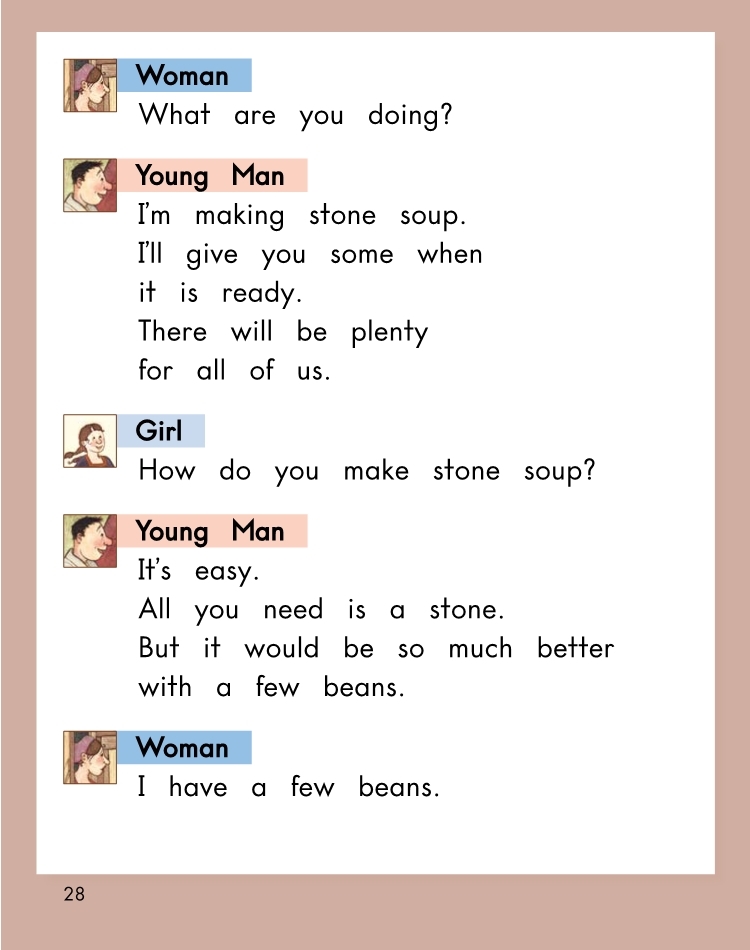 Woman
What are you doing?
Young Man
I'm making stone soup.
I'll give you some when
it is ready.
There will be plenty
for all of us.
Girl
How do you make stone soup?
Young Man
It's easy.
All you need is a stone.
But it would be so much better
with a few beans.
Woman
I have a few beans.
28